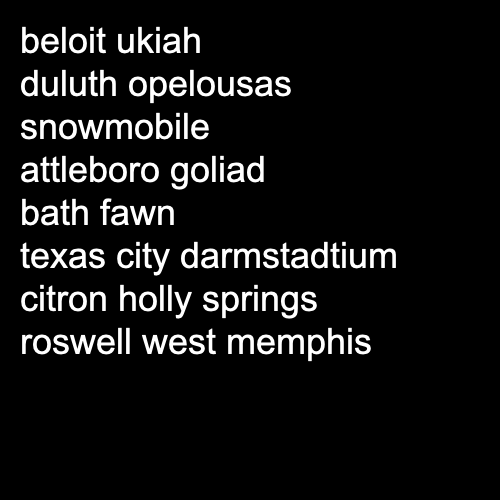 beloit ukiah
duluth opelousas
snowmobile
attleboro goliad
bath fawn
texas city darmstadtium
citron holly springs
roswell west memphis